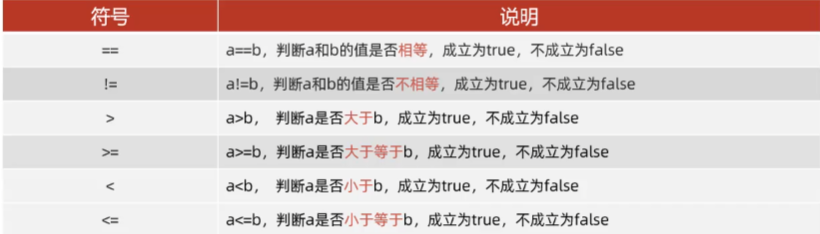 符号 说明
== a==b，判断a和b的值是否相等，成立为true，不成立为false
!= a!=b，判断a和b的值是否不相等，成立为true，不成立为false
> a>b， 判断a是否大于b，成立为true，不成立为false
>= a>=b，判断a是否大于等于b，成立为true，不成立为false
< a<b， 判断a是否小于b，成立为true，不成立为false
<= a<=b，判断a是否小于等于b，成立为true，不成立为false